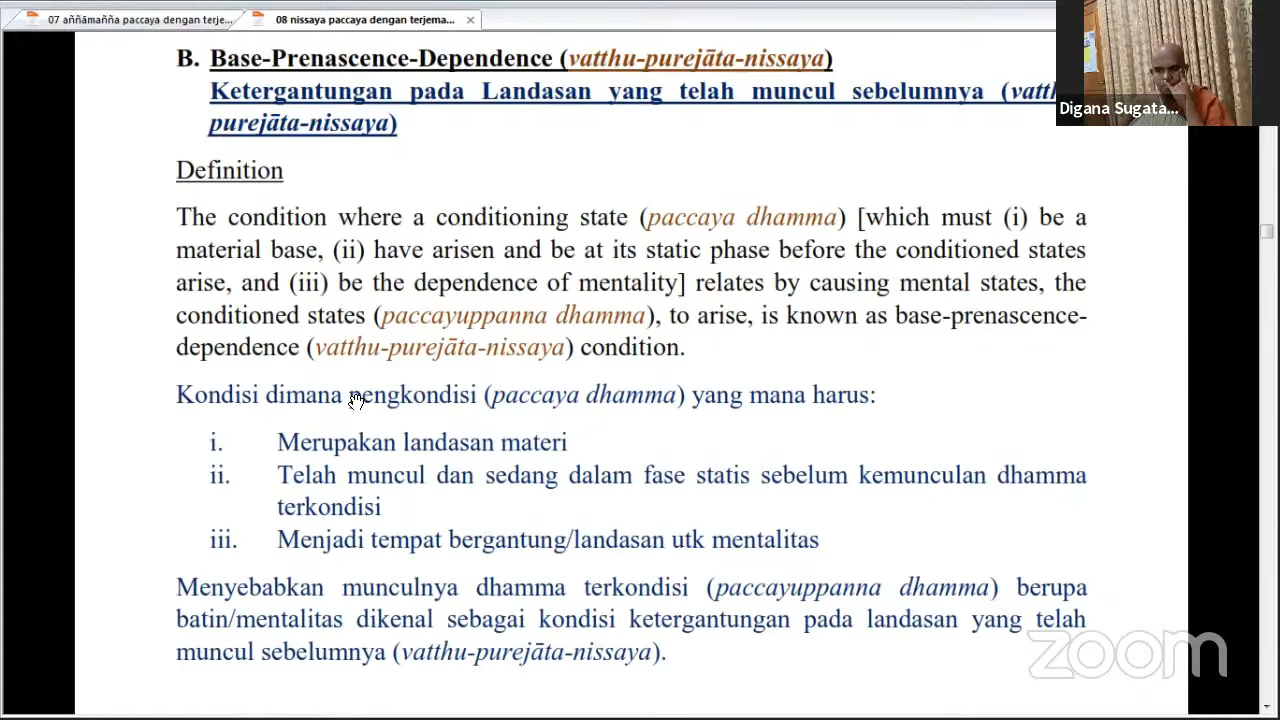 07 aññāmañña paccaya dengan terje...
08 nissaya paccaya dengan terjema...
B. Base-Prenascence-Dependence (vatthu-purejāta-nissaya)
Ketergantungan pada Landasan yang telah muncul sebelumnya (vatth
purejāta-nissaya)
Digana Sugata...
Definition
The condition where a conditioning state (paccaya dhamma) [which must (i) be a
material base, (ii) have arisen and be at its static phase before the conditioned states
arise, and (iii) be the dependence of mentality] relates by causing mental states, the
conditioned states (paccayuppanna dhamma), to arise, is known as base-prenascence-
dependence (vatthu-purejāta-nissaya) condition.
Kondisi dimana pengkondisi (paccaya dhamma) yang mana harus:
i. Merupakan landasan materi
ii. Telah muncul dan sedang dalam fase statis sebelum kemunculan dhamma
terkondisi
iii. Menjadi tempat bergantung/landasan utk mentalitas
Menyebabkan munculnya dhamma terkondisi (paccayuppanna dhamma) berupa
batin/mentalitas dikenal sebagai kondisi ketergantungan pada landasan yang telah
muncul sebelumnya (vatthu-purejāta-nissaya).
zoom